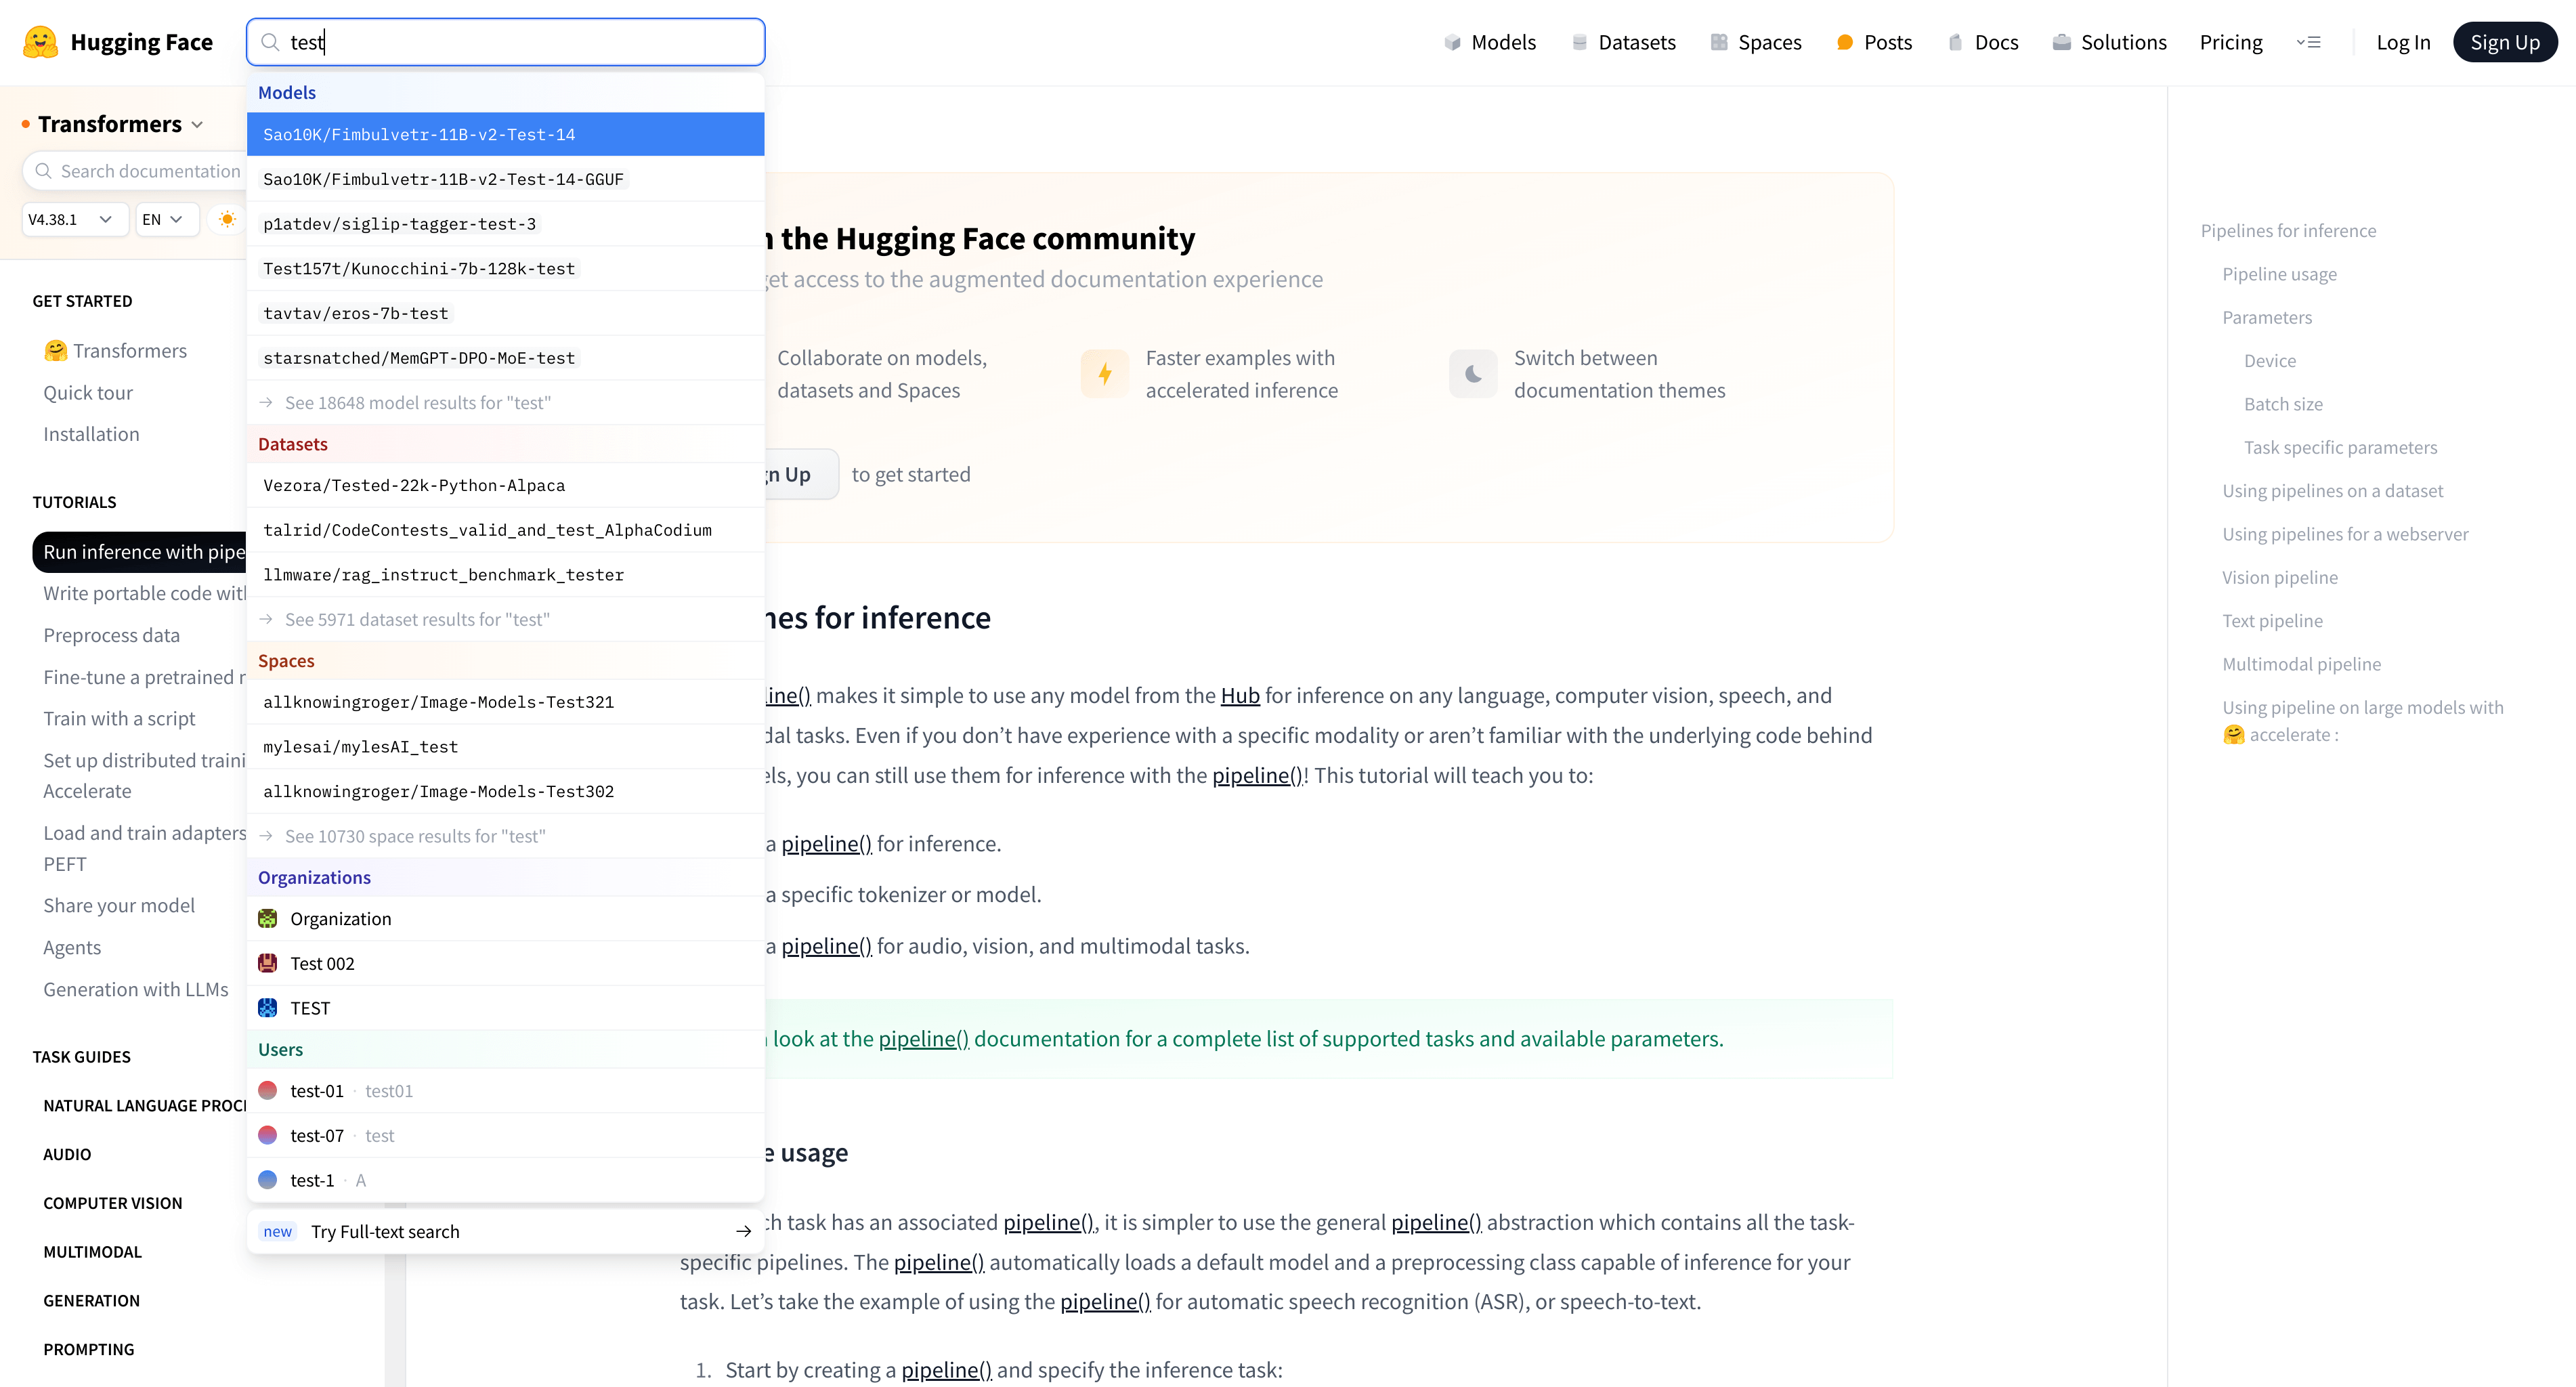 Hugging Face
test
Models
Datasets
Spaces
Posts
Docs
Solutions
Pricing
Log In
Sign Up
Transformers
Search documentation
V4.38.1
EN
GET STARTED
🤗 Transformers
Quick tour
Installation
TUTORIALS
Run inference with pipe
Write portable code with
Preprocess data
Fine-tune a pretrained
Train with a script
Set up distributed traini
Accelerate
Load and train adapters
PEFT
Share your model
Agents
Generation with LLMs
TASK GUIDES
NATURAL LANGUAGE PROC
AUDIO
COMPUTER VISION
MULTIMODAL
GENERATION
PROMPTING
Models
Sao10K/Fimbulvetr-11B-v2-Test-14
Sao10K/Fimbulvetr-11B-v2-Test-14-GGUF
p1atdev/siglip-tagger-test-3
Test157t/Kunocchini-7b-128k-test
tavtav/eros-7b-test
starsnatched/MemGPT-DPO-MoE-test
→ See 18648 model results for "test"
Datasets
Vezora/Tested-22k-Python-Alpaca
talrid/CodeContests_valid_and_test_AlphaCodium
llmware/rag_instruct_benchmark_tester
→ See 5971 dataset results for "test"
Spaces
allknowingroger/Image-Models-Test321
mylesai/mylesAI_test
allknowingroger/Image-Models-Test302
→ See 10730 space results for "test"
Organizations
Organization
Test 002
TEST
Users
test-01 · test01
test-07 · test
test-1 · A
new Try Full-text search →
the Hugging Face community
get access to the augmented documentation experience
Collaborate on models,
datasets and Spaces
Faster examples with
accelerated inference
Switch between
documentation themes
gn Up to get started
nes for inference
line() makes it simple to use any model from the Hub for inference on any language, computer vision, speech, and
dal tasks. Even if you don’t have experience with a specific modality or aren’t familiar with the underlying code behind
els, you can still use them for inference with the pipeline()! This tutorial will teach you to:
a pipeline() for inference.
a specific tokenizer or model.
a pipeline() for audio, vision, and multimodal tasks.
look at the pipeline() documentation for a complete list of supported tasks and available parameters.
e usage
ch task has an associated pipeline(), it is simpler to use the general pipeline() abstraction which contains all the task-
specific pipelines. The pipeline() automatically loads a default model and a preprocessing class capable of inference for your
task. Let’s take the example of using the pipeline() for automatic speech recognition (ASR), or speech-to-text.
1. Start by creating a pipeline() and specify the inference task:
Pipelines for inference
Pipeline usage
Parameters
Device
Batch size
Task specific parameters
Using pipelines on a dataset
Using pipelines for a webserver
Vision pipeline
Text pipeline
Multimodal pipeline
Using pipeline on large models with
🤗 accelerate :